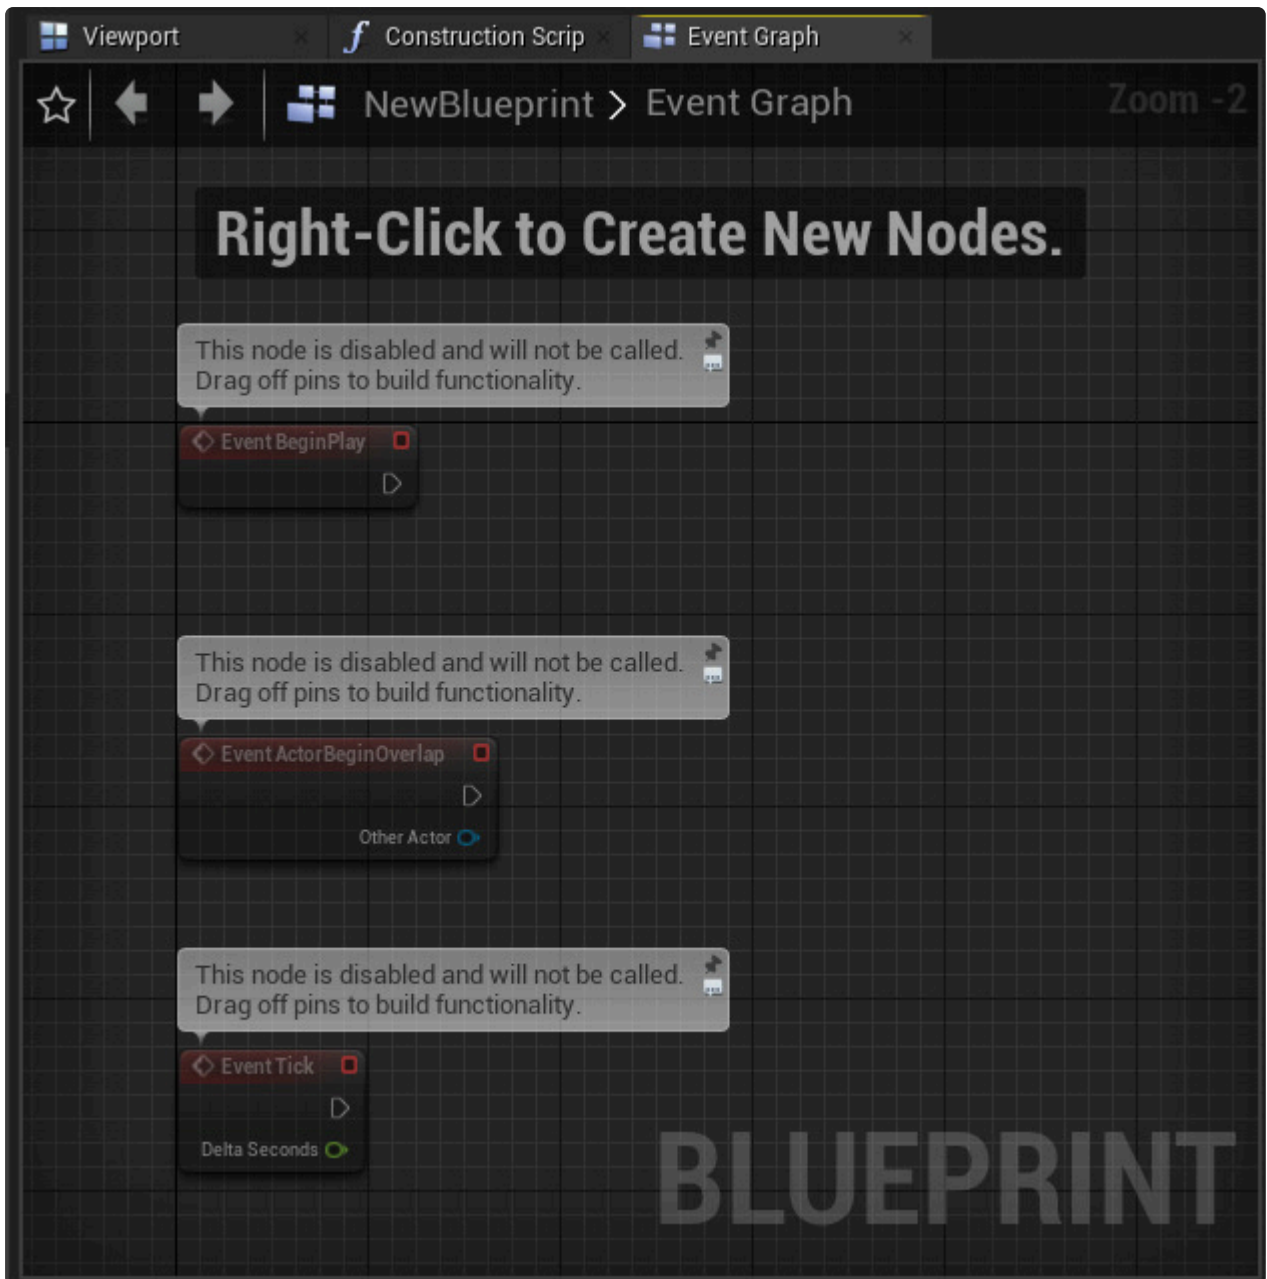 Viewport
Construction Scrip
Event Graph
NewBlueprint > Event Graph
Zoom -2
Right-Click to Create New Nodes.
This node is disabled and will not be called.
Drag off pins to build functionality.
Event BeginPlay
This node is disabled and will not be called.
Drag off pins to build functionality.
Event ActorBeginOverlap
Other Actor
This node is disabled and will not be called.
Drag off pins to build functionality.
Event Tick
Delta Seconds
BLUEPRINT